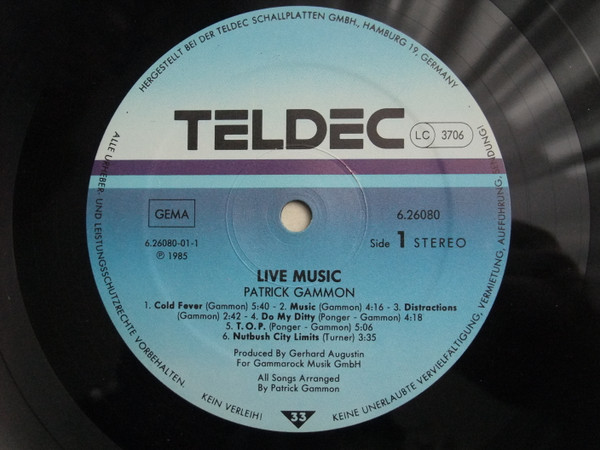 HERGESTELLT BEI DER TELDEC SCHALLPLATTEN GMBH., HAMBURG 19, GERMANY
TELDEC
LC 3706
GEMA
6.26080
6.26080-01-1
Side 1 STEREO
℗ 1985
LIVE MUSIC
PATRICK GAMMON
1. Cold Fever (Gammon) 5:40 - 2. Music (Gammon) 4:16 - 3. Distractions
(Gammon) 2:42 - 4. Do My Ditty (Ponger - Gammon) 4:18
5. T.O.P. (Ponger - Gammon) 5:06
6. Nutbush City Limits (Turner) 3:35
Produced By Gerhard Augustin
For Gammarock Musik GmbH
All Songs Arranged
By Patrick Gammon
33
ALLE URHEBER- UND LEISTUNGSSCHUTZRECHTE VORBEHALTEN.
KEIN VERLEIH!
KEINE UNERLAUBTE VERVIELFÄLTIGUNG, VERMIETUNG, AUFFÜHRUNG, SENDUNG!